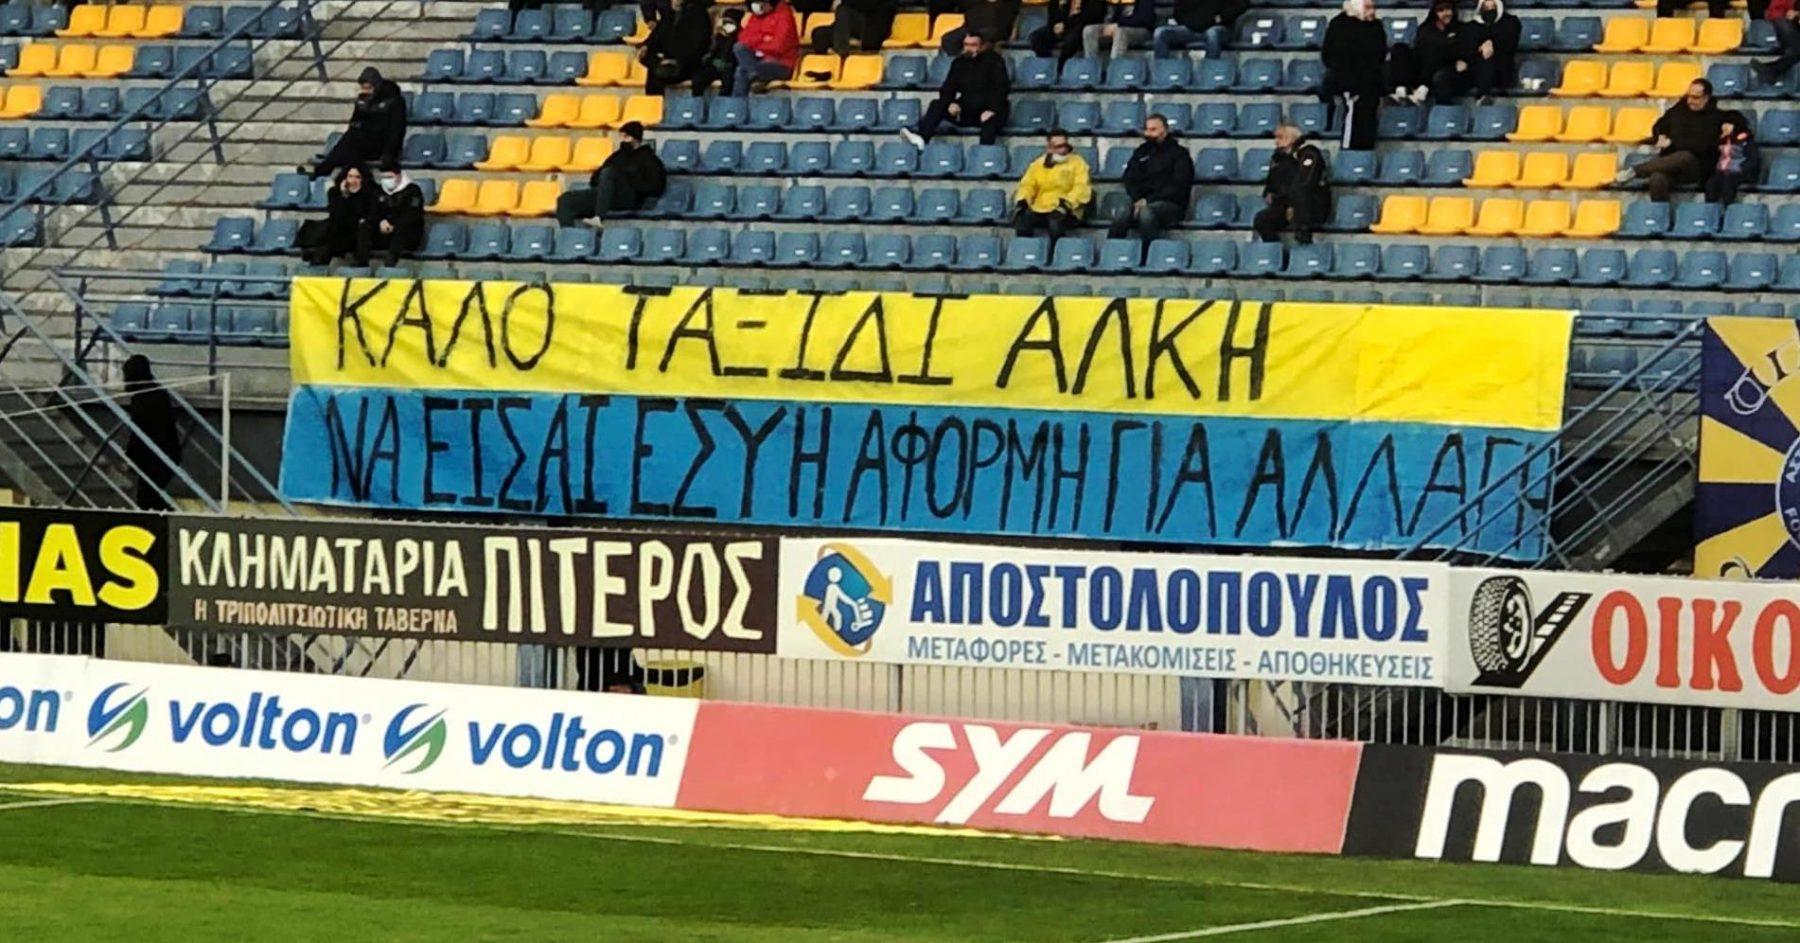 ΚΑΛΟ ΤΑΞΙΔΙ ΑΛΚΗ
ΝΑ ΕΙΣΑΙ ΕΣΥ Η ΑΦΟΡΜΗ ΓΙΑ ΑΛΛΑΓΗ
ΚΛΗΜΑΤΑΡΙΑ ΠΙΤΕΡΟΣ
Η ΤΡΙΠΟΛΙΤΣΙΩΤΙΚΗ ΤΑΒΕΡΝΑ
ΑΠΟΣΤΟΛΟΠΟΥΛΟΣ
ΜΕΤΑΦΟΡΕΣ - ΜΕΤΑΚΟΜΙΣΕΙΣ - ΑΠΟΘΗΚΕΥΣΕΙΣ
volton volton
SYM